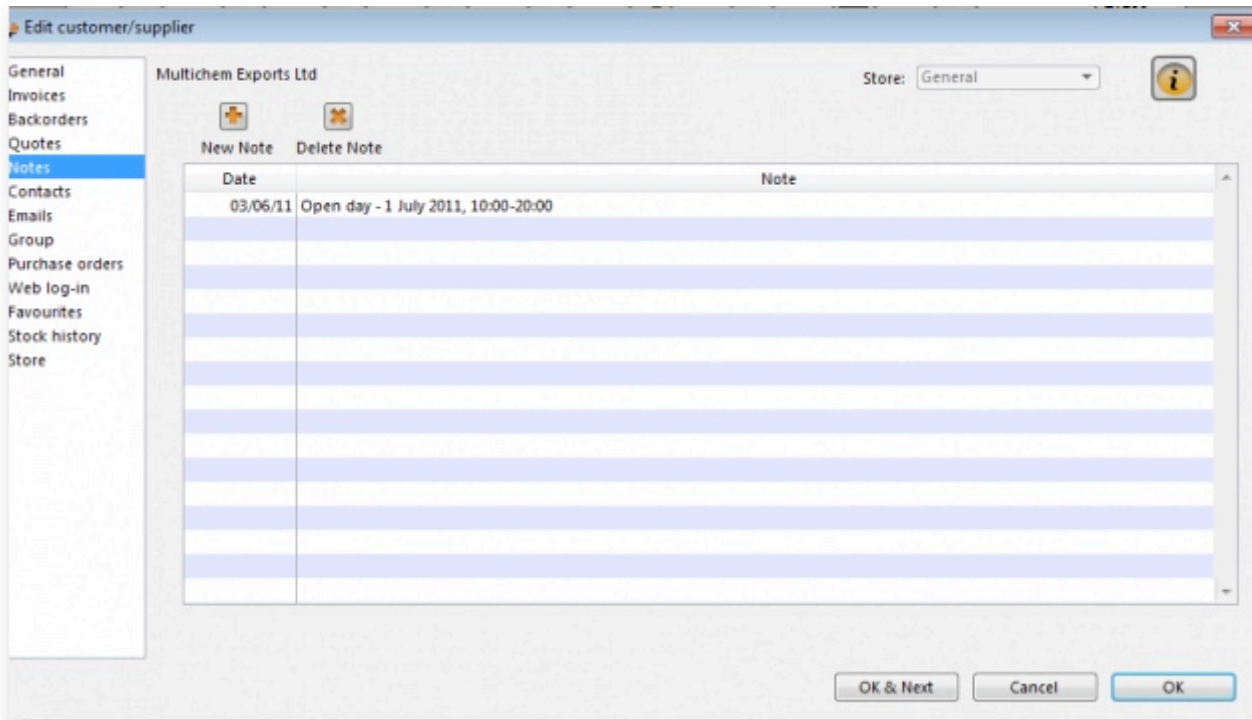 Edit customer/supplier
General
Invoices
Backorders
Quotes
Notes
Contacts
Emails
Group
Purchase orders
Web log-in
Favourites
Stock history
Store
Multichem Exports Ltd
Store: General
New Note Delete Note
Date Note
03/06/11 Open day - 1 July 2011, 10:00-20:00
OK & Next Cancel OK